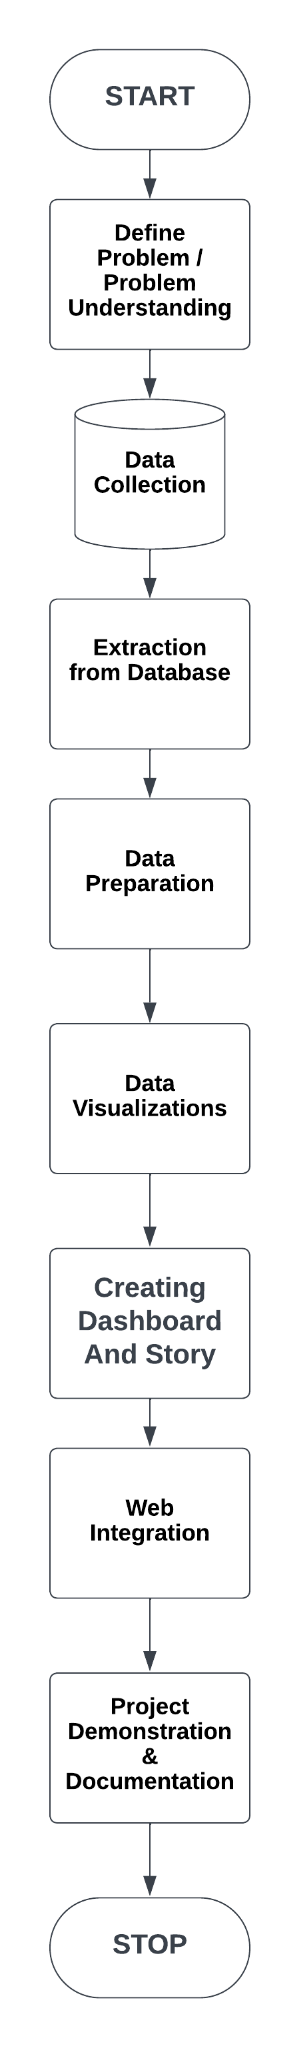 START
Define
Problem /
Problem
Understanding
Data
Collection
Extraction
from Database
Data
Preparation
Data
Visualizations
Creating
Dashboard
And Story
Web
Integration
Project
Demonstration
&
Documentation
STOP